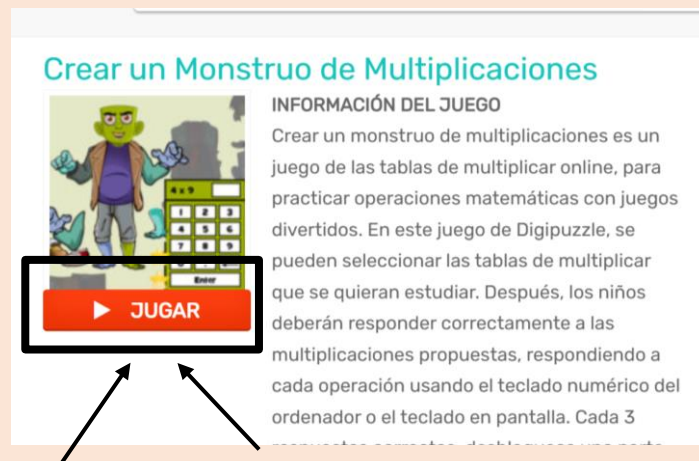 Crear un Monstruo de Multiplicaciones
INFORMACIÓN DEL JUEGO
Crear un monstruo de multiplicaciones es un
juego de las tablas de multiplicar online, para
practicar operaciones matemáticas con juegos
divertidos. En este juego de Digipuzzle, se
pueden seleccionar las tablas de multiplicar
que se quieran estudiar. Después, los niños
deberán responder correctamente a las
multiplicaciones propuestas, respondiendo a
cada operación usando el teclado numérico del
ordenador o el teclado en pantalla. Cada 3
4 x 9
1 2 3
4 5 6
7 8 9
Enter
JUGAR